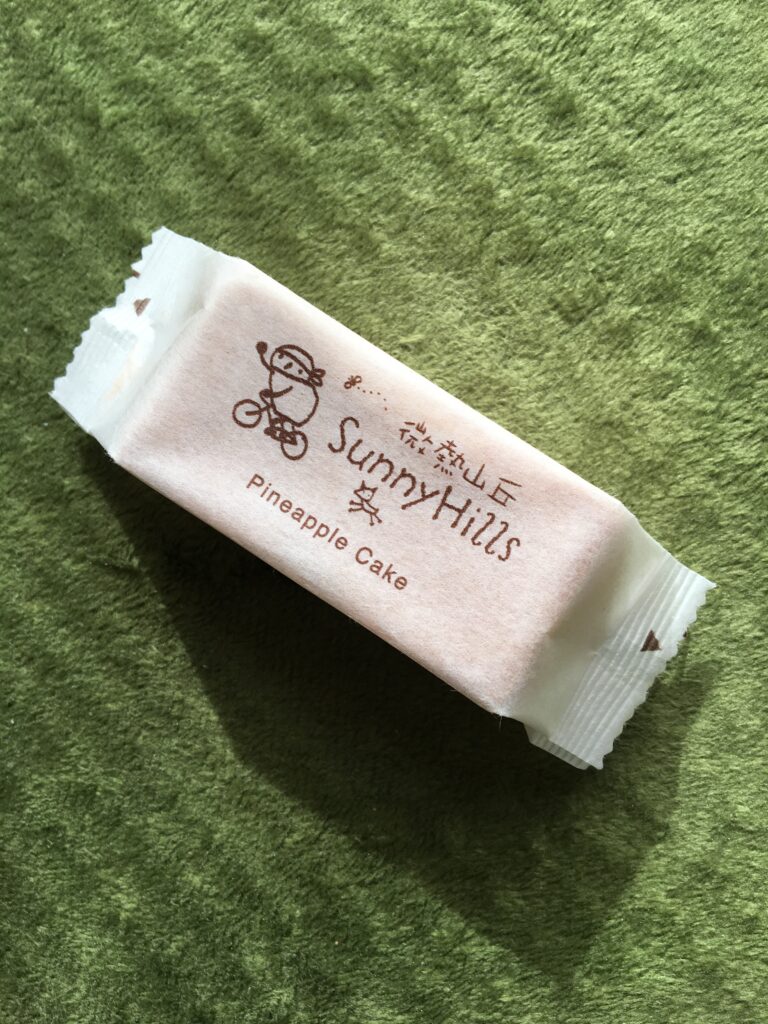 微熱山丘
SunnyHills
Pineapple Cake